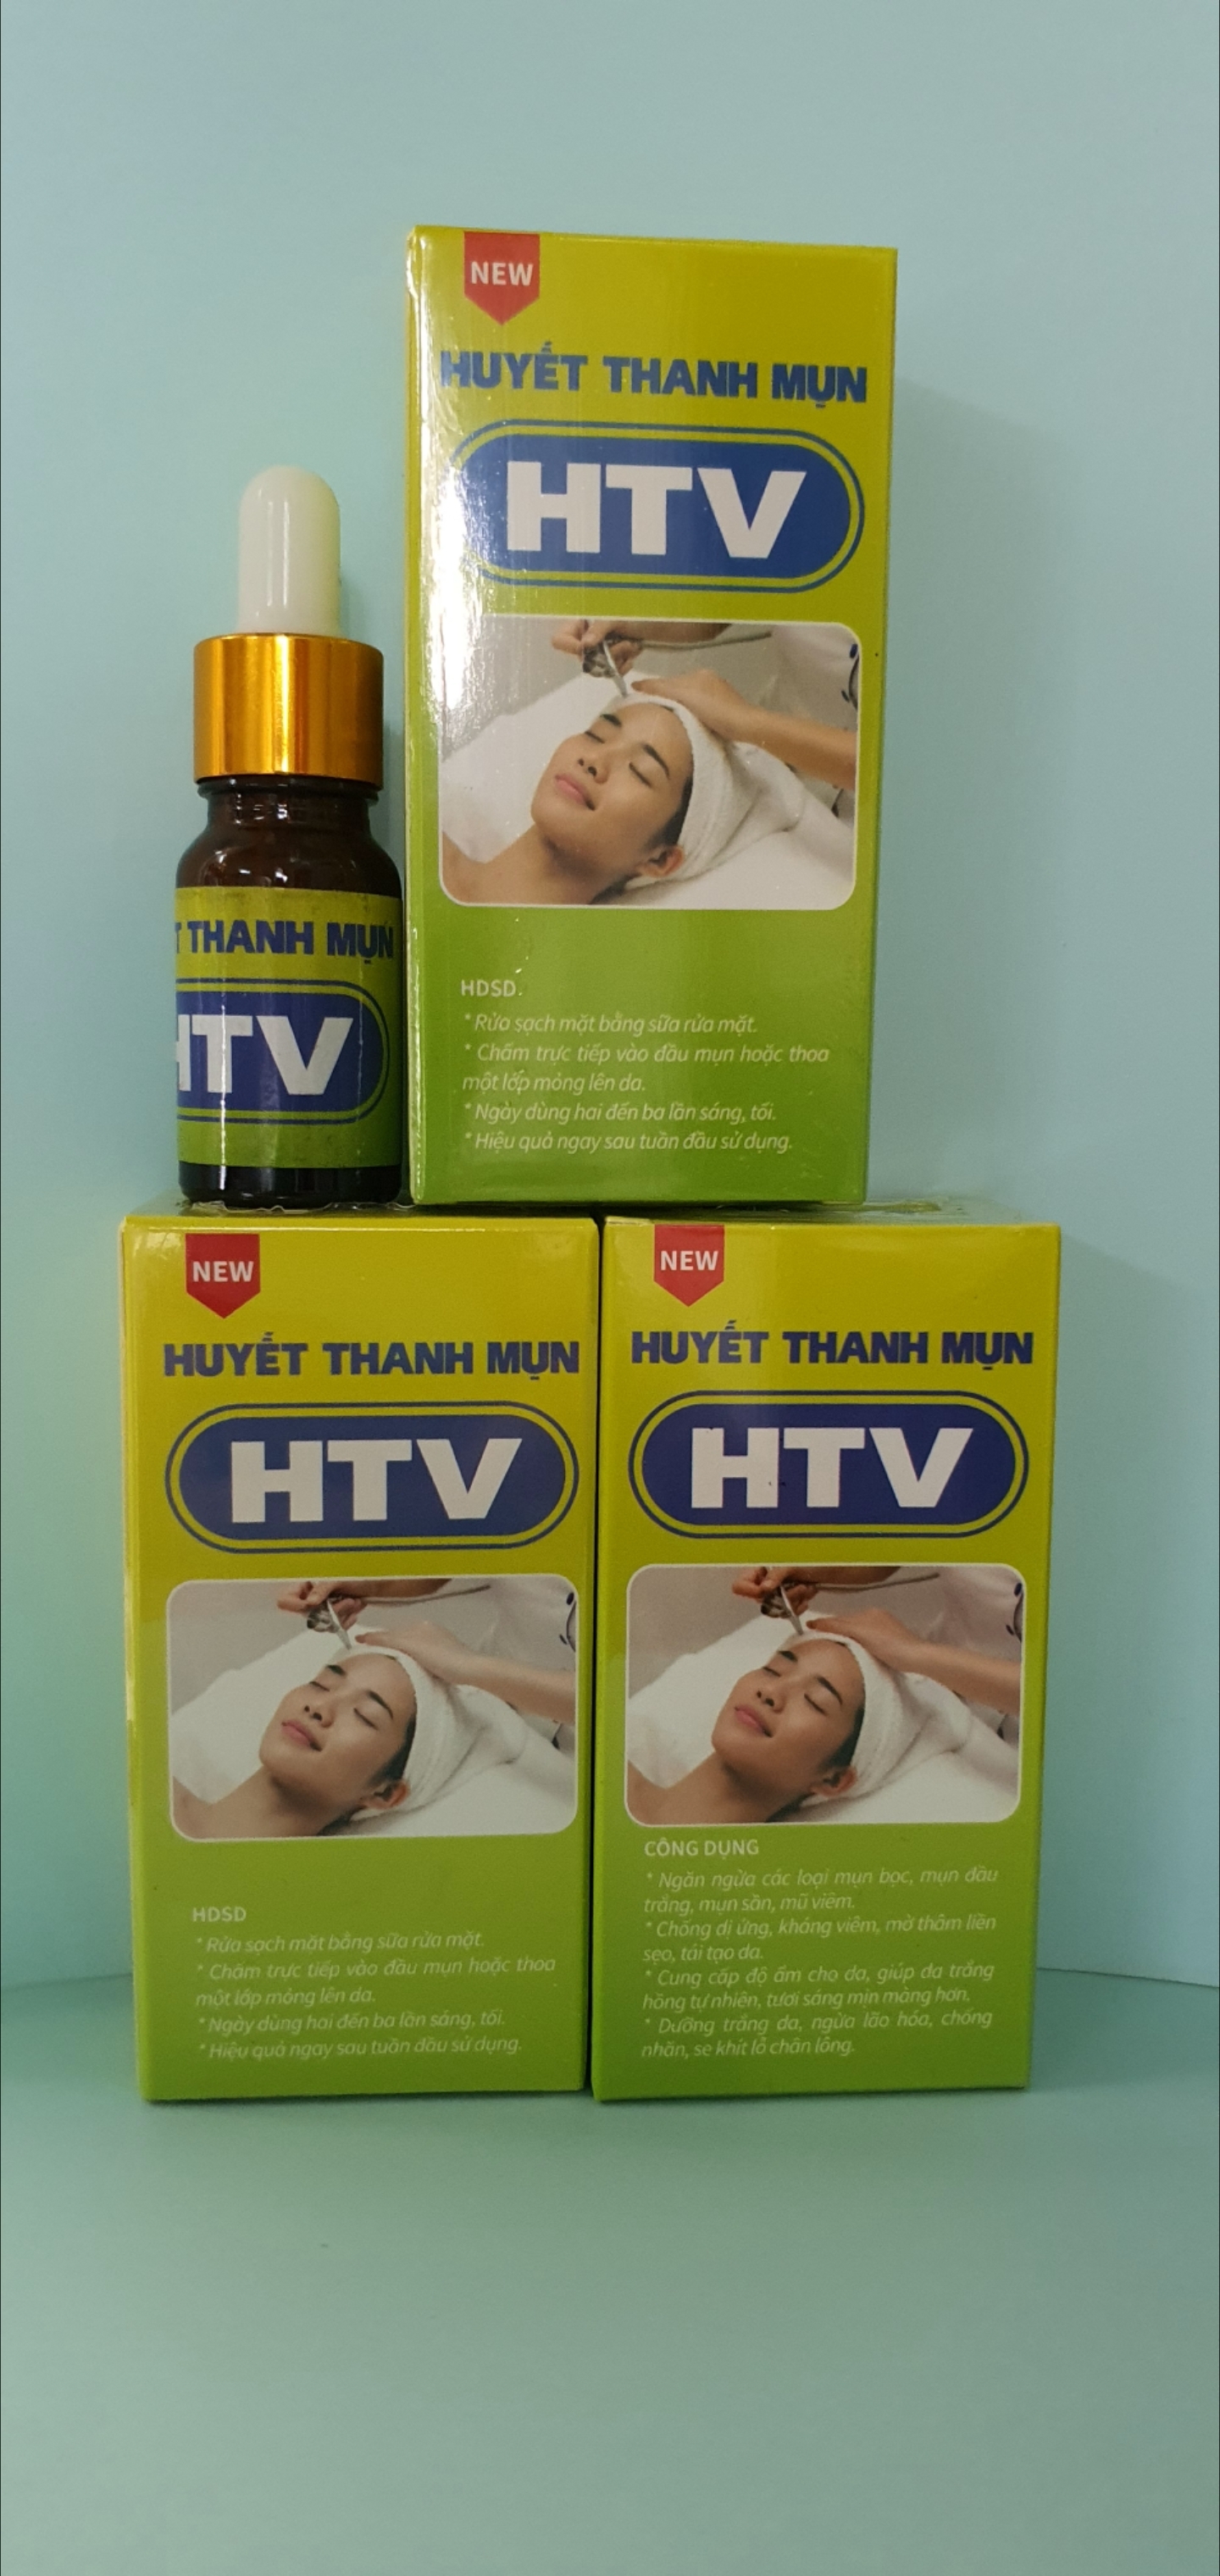 NEW
HUYẾT THANH MỤN
HTV
HDSD.
* Rửa sạch mặt bằng sữa rửa mặt.
* Chấm trực tiếp vào đầu mụn hoặc thoa
một lớp mỏng lên da.
* Ngày dùng hai đến ba lần sáng, tối.
* Hiệu quả ngay sau tuần đầu sử dụng.
T THANH MỤN
HTV
NEW
HUYẾT THANH MỤN
HTV
HDSD
* Rửa sạch mặt bằng sữa rửa mặt.
* Chấm trực tiếp vào đầu mụn hoặc thoa
một lớp mỏng lên da.
* Ngày dùng hai đến ba lần sáng, tối.
* Hiệu quả ngay sau tuần đầu sử dụng.
NEW
HUYẾT THANH MỤN
HTV
CÔNG DỤNG
* Ngăn ngừa các loại mụn bọc, mụn đầu
trắng, mụn sần, mũ viêm.
* Chống dị ứng, kháng viêm, mờ thâm liền
sẹo, tái tạo da.
* Cung cấp độ ẩm cho da, giúp da trắng
hồng tự nhiên, tươi sáng mịn màng hơn.
* Dưỡng trắng da, ngừa lão hóa, chống
nhăn, se khít lỗ chân lông.